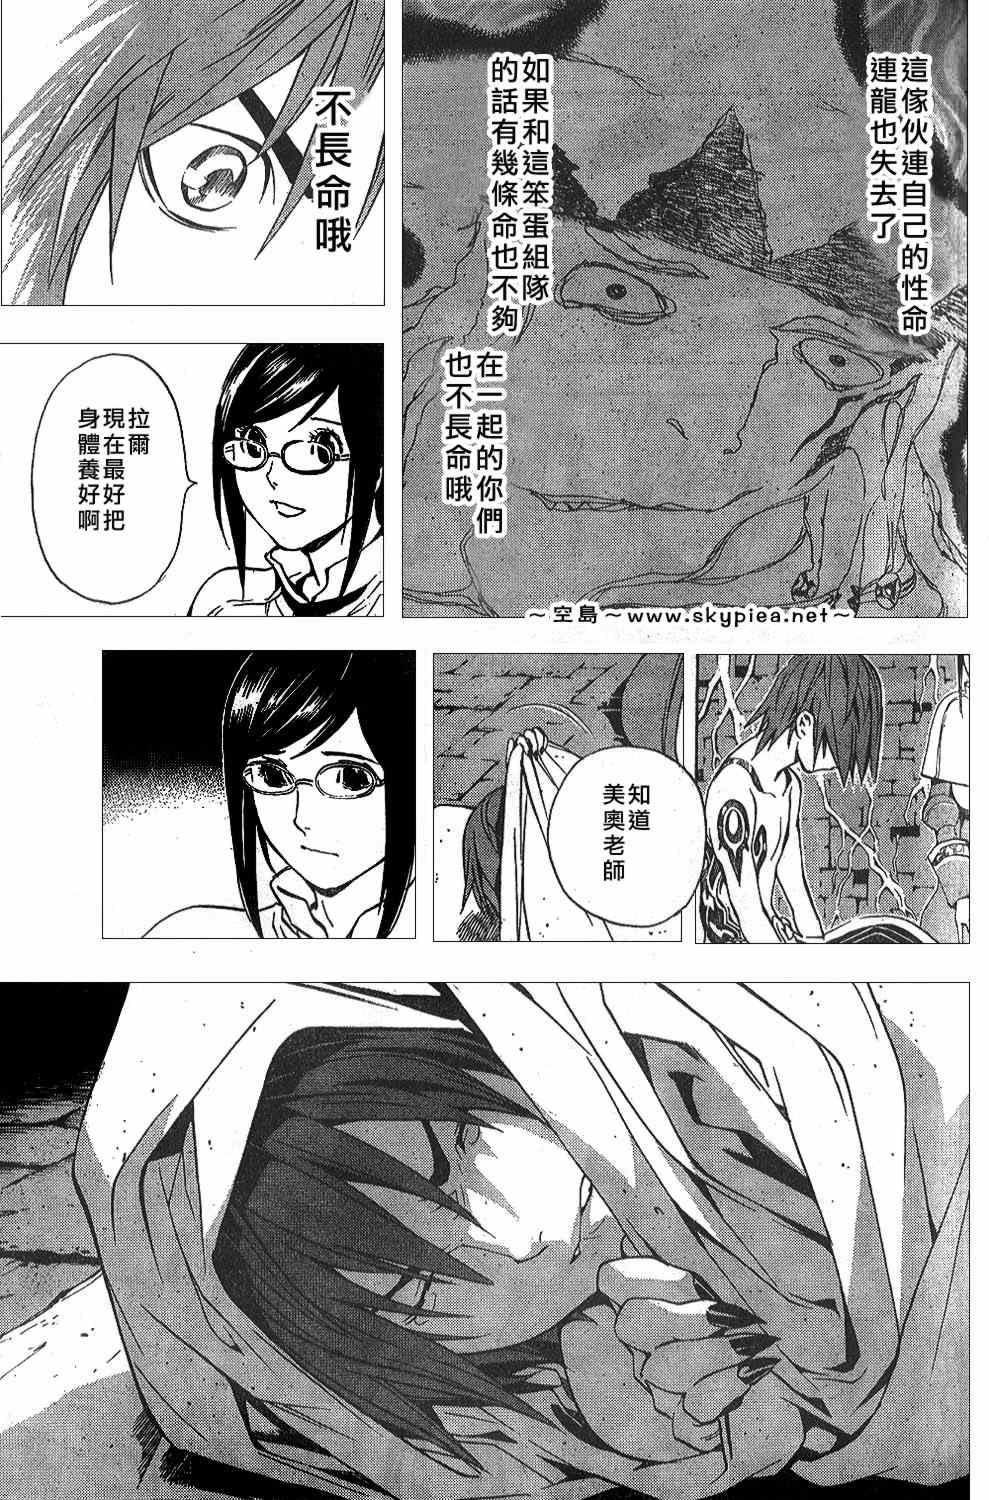 這傢伙連自己的性命
連龍也失去了
如果和這笨蛋組隊
的話有幾條命也不夠
在一起的你們
也不長命哦
不長命哦
拉爾
現在最好把
身體養好啊
～空島～www.skypiea.net～
知道
美奧老師